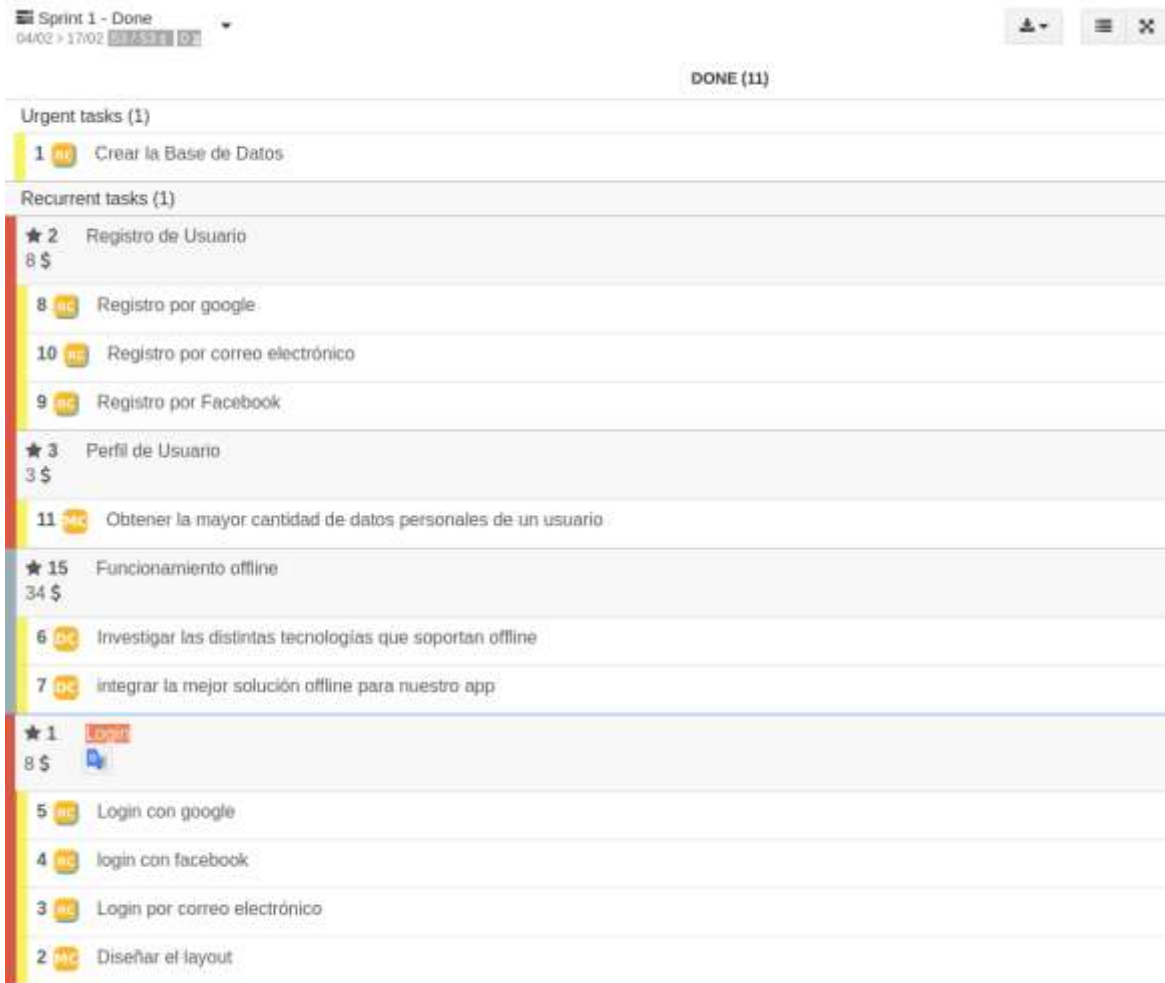 Sprint 1 - Done
04/02 > 17/02 53 / 53
DONE (11)
Urgent tasks (1)
1 Crear la Base de Datos
Recurrent tasks (1)
★ 2 Registro de Usuario
8 $
8 Registro por google
10 Registro por correo electrónico
9 Registro por Facebook
★ 3 Perfil de Usuario
3 $
11 Obtener la mayor cantidad de datos personales de un usuario
★ 15 Funcionamiento offline
34 $
6 DC Investigar las distintas tecnologías que soportan offline
7 DC integrar la mejor solución offline para nuestro app
★ 1 Login
8 $
5 Login con google
4 login con facebook
3 Login por correo electrónico
2 MC Diseñar el layout